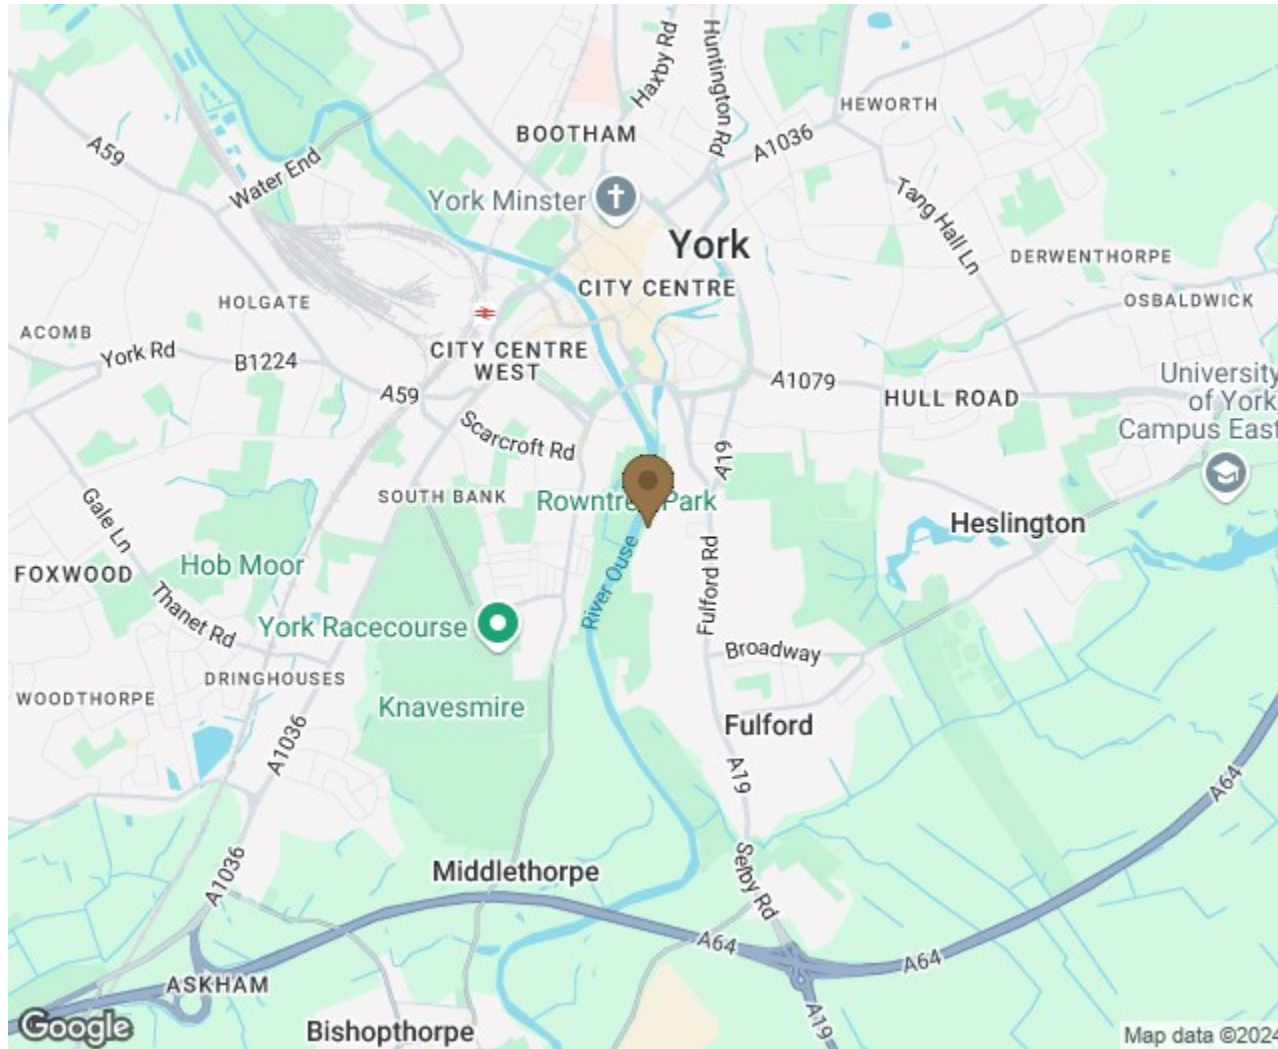 Haxby Rd
Huntington Rd
HEWORTH
BOOTHAM
A1036
A59
Water End
York Minster
Tang Hall Ln
York
DERWENTHORPE
CITY CENTRE
OSBALDWICK
HOLGATE
ACOMB
York Rd
B1224
CITY CENTRE
WEST
A59
A1079
HULL ROAD
University
of York
Campus East
Scarcroft Rd
A19
SOUTH BANK
Rowntree Park
Gale Ln
Heslington
Hob Moor
FOXWOOD
River Ouse
Fulford Rd
Thanet Rd
York Racecourse
Broadway
DRINGHOUSES
WOODTHORPE
Knavesmire
Fulford
A1036
A19
A64
Middlethorpe
A1036
Selby Rd
A64
A64
ASKHAM
A19
Bishopthorpe
Google
Map data ©2024